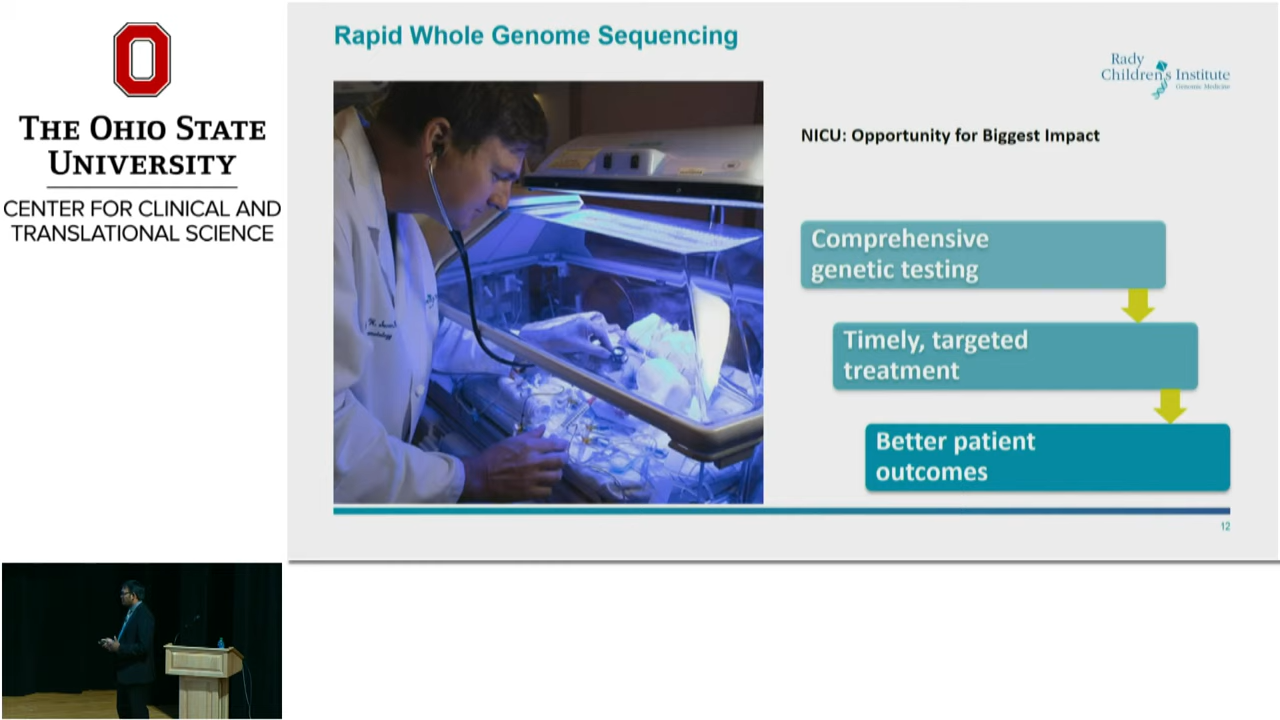 O
THE OHIO STATE
UNIVERSITY
CENTER FOR CLINICAL AND
TRANSLATIONAL SCIENCE
Rapid Whole Genome Sequencing
Rady
Children's Institute
Genomic Medicine
NICU: Opportunity for Biggest Impact
Comprehensive
genetic testing
Timely, targeted
treatment
Better patient
outcomes
12